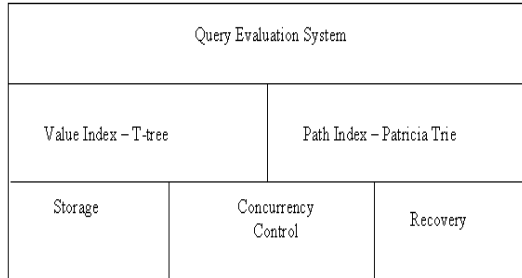 Query Evaluation System
Value Index – T-tree
Path Index – Patricia Trie
Storage
Concurrency
Control
Recovery